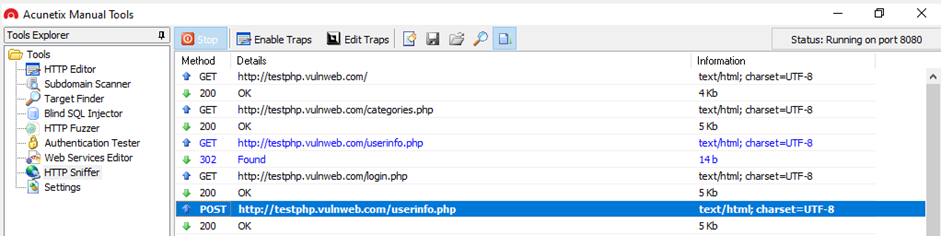 Acunetix Manual Tools
Tools Explorer Stop Enable Traps Edit Traps Status: Running on port 8080
Tools
HTTP Editor
Subdomain Scanner
Target Finder
Blind SQL Injector
HTTP Fuzzer
Authentication Tester
Web Services Editor
HTTP Sniffer
Settings
Method Details Information
GET http://testphp.vulnweb.com/ text/html; charset=UTF-8
200 OK 4 Kb
GET http://testphp.vulnweb.com/categories.php text/html; charset=UTF-8
200 OK 5 Kb
GET http://testphp.vulnweb.com/userinfo.php text/html; charset=UTF-8
302 Found 14 b
GET http://testphp.vulnweb.com/login.php text/html; charset=UTF-8
200 OK 5 Kb
POST http://testphp.vulnweb.com/userinfo.php text/html; charset=UTF-8
200 OK 5 Kb